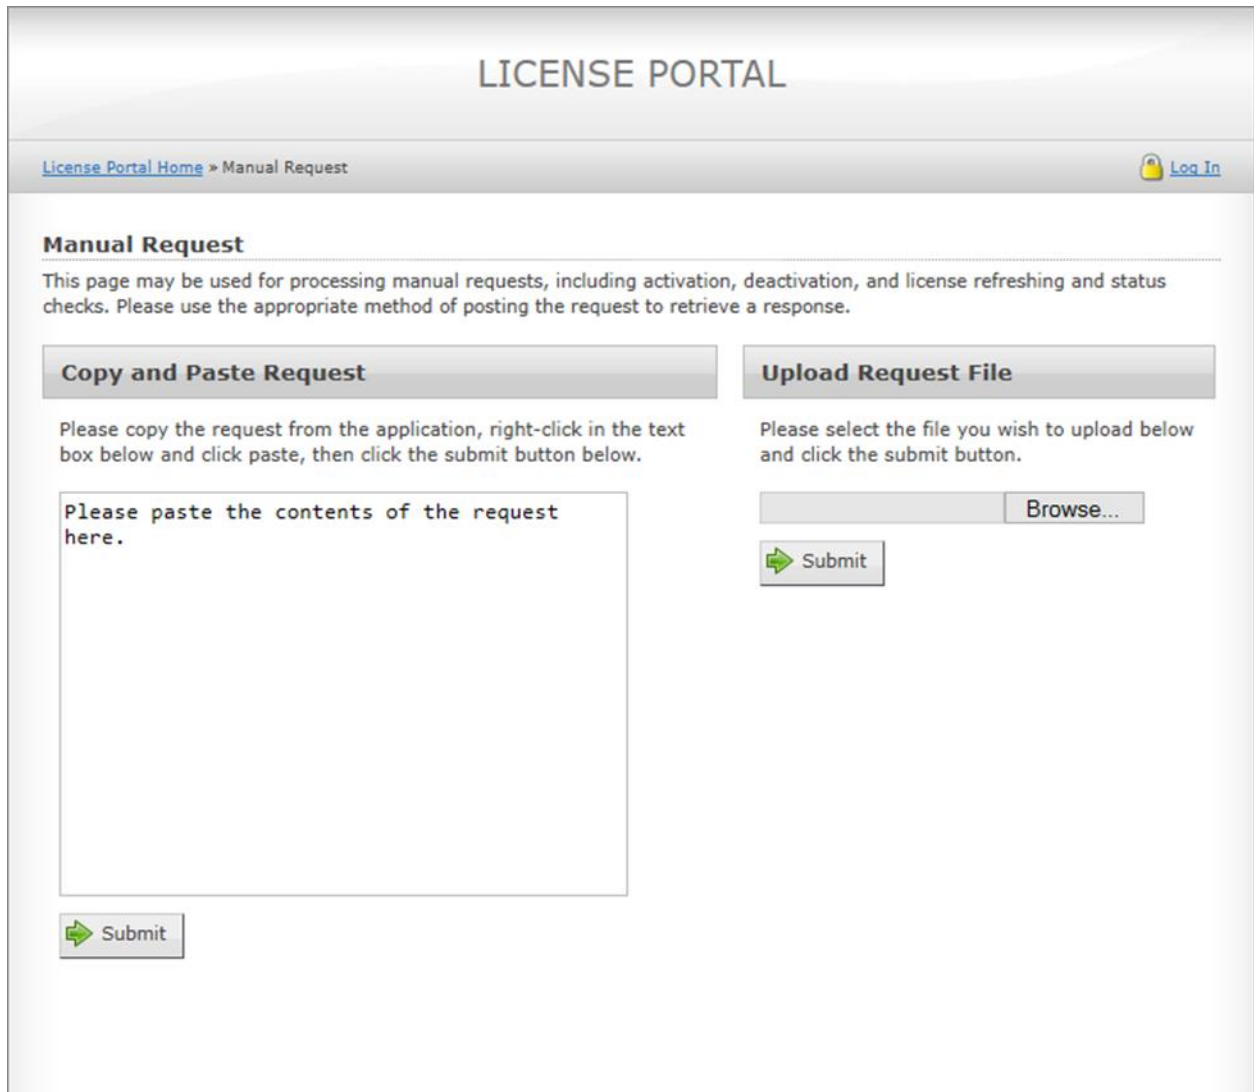 LICENSE PORTAL
License Portal Home » Manual Request
Log In
Manual Request
This page may be used for processing manual requests, including activation, deactivation, and license refreshing and status
checks. Please use the appropriate method of posting the request to retrieve a response.
Copy and Paste Request
Please copy the request from the application, right-click in the text
box below and click paste, then click the submit button below.
Please paste the contents of the request
here.
Submit
Upload Request File
Please select the file you wish to upload below
and click the submit button.
Browse...
Submit